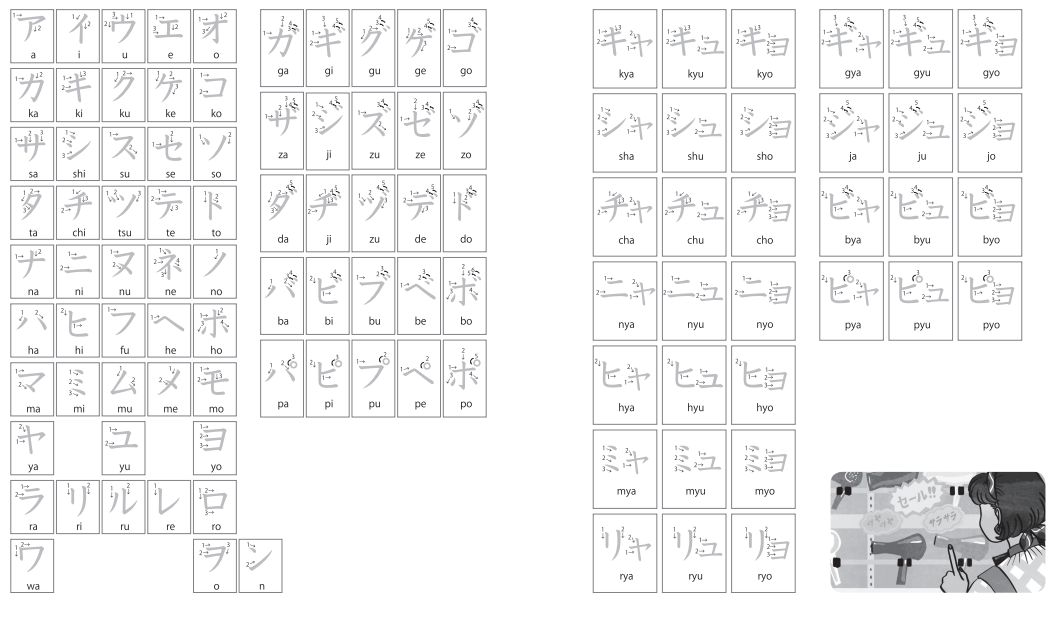 ア イ ウ エ オ
a i u e o
カ キ ク ケ コ
ka ki ku ke ko
サ シ ス セ ソ
sa shi su se so
タ チ ツ テ ト
ta chi tsu te to
ナ ニ ヌ ネ ノ
na ni nu ne no
ハ ヒ フ ヘ ホ
ha hi fu he ho
マ ミ ム メ モ
ma mi mu me mo
ヤ ユ ヨ
ya yu yo
ラ リ ル レ ロ
ra ri ru re ro
ワ ヲ ン
wa o n
ガ ギ グ ゲ ゴ
ga gi gu ge go
ザ ジ ズ ゼ ゾ
za ji zu ze zo
ダ ヂ ヅ デ ド
da ji zu de do
バ ビ ブ ベ ボ
ba bi bu be bo
パ ピ プ ペ ポ
pa pi pu pe po
キャ キュ キョ
kya kyu kyo
シャ シュ ショ
sha shu sho
チャ チュ チョ
cha chu cho
ニャ ニュ ニョ
nya nyu nyo
ヒャ ヒュ ヒョ
hya hyu hyo
ミャ ミュ ミョ
mya myu myo
リャ リュ リョ
rya ryu ryo
ギャ ギュ ギョ
gya gyu gyo
ジャ ジュ ジョ
ja ju jo
ビャ ビュ ビョ
bya byu byo
ピャ ピュ ピョ
pya pyu pyo
セール!!
サラサラ